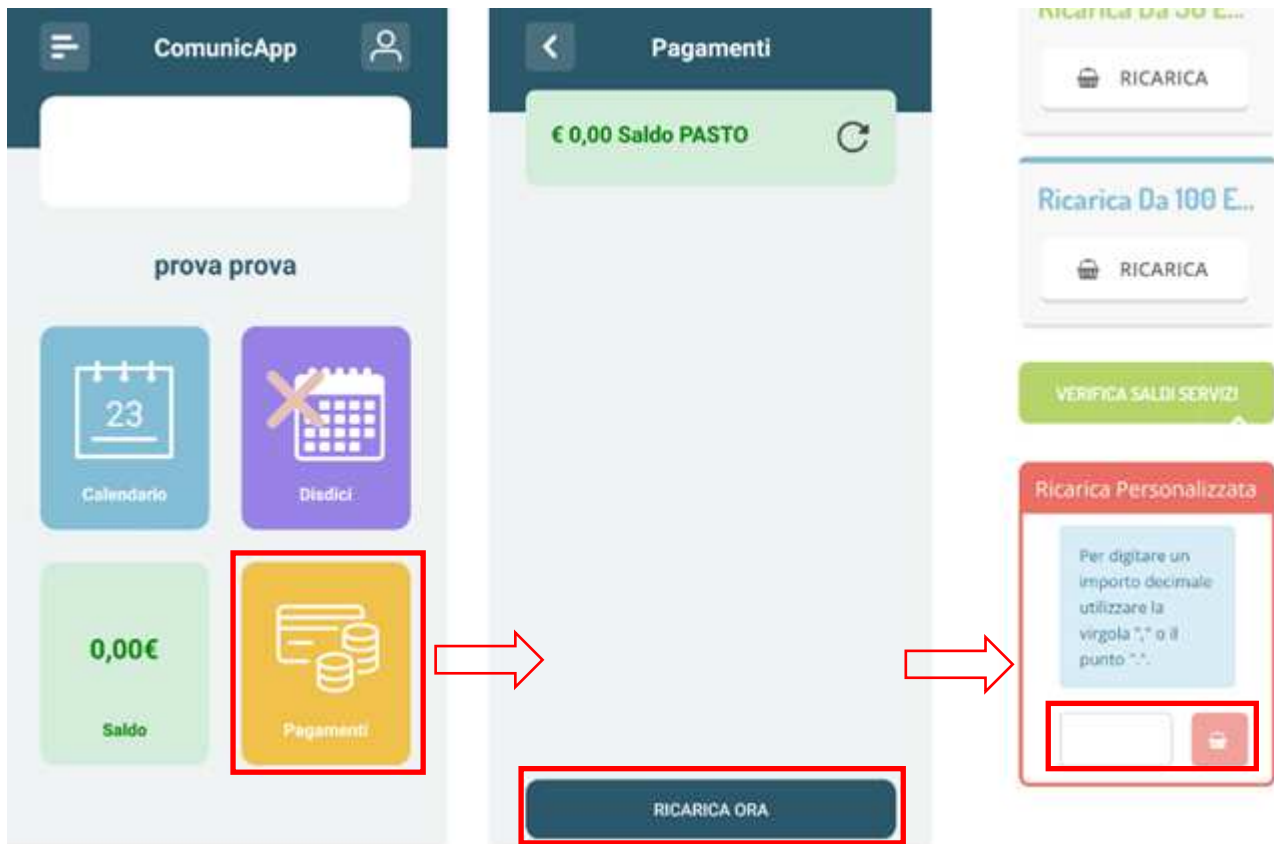 ComunicApp
prova prova
23
Calendario
Disdici
0,00€
Saldo
Pagamenti
Pagamenti
€ 0,00 Saldo PASTO
RICARICA ORA
RICARICA
Ricarica Da 100 E...
RICARICA
VERIFICA SALDI SERVIZI
Ricarica Personalizzata
Per digitare un
importo decimale
utilizzare la
virgola "," o il
punto ".".